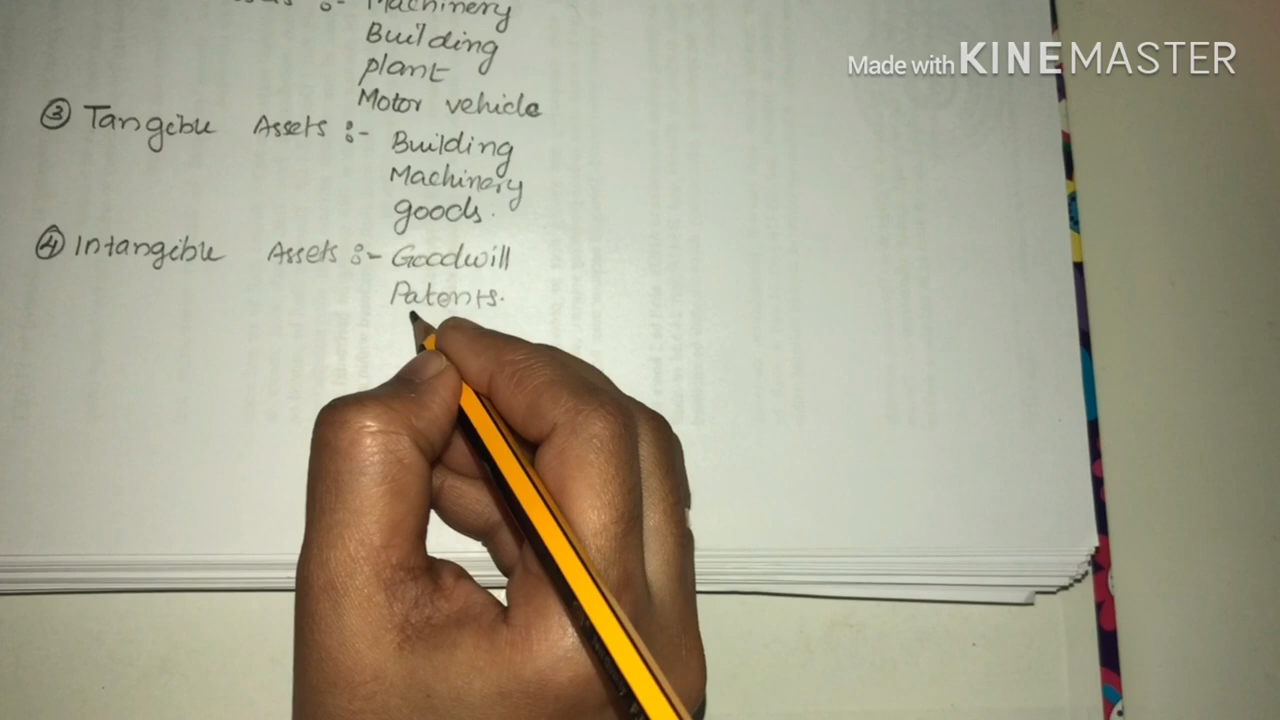 :- Machinery
Building
plant
Motor vehicle
③ Tangible Assets :- Building
Machinery
goods.
④ Intangible Assets :- Goodwill
Patents.
Made with KINEMASTER